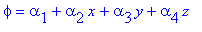 ϕ = α₁ + α₂ x + α₃ y + α₄ z